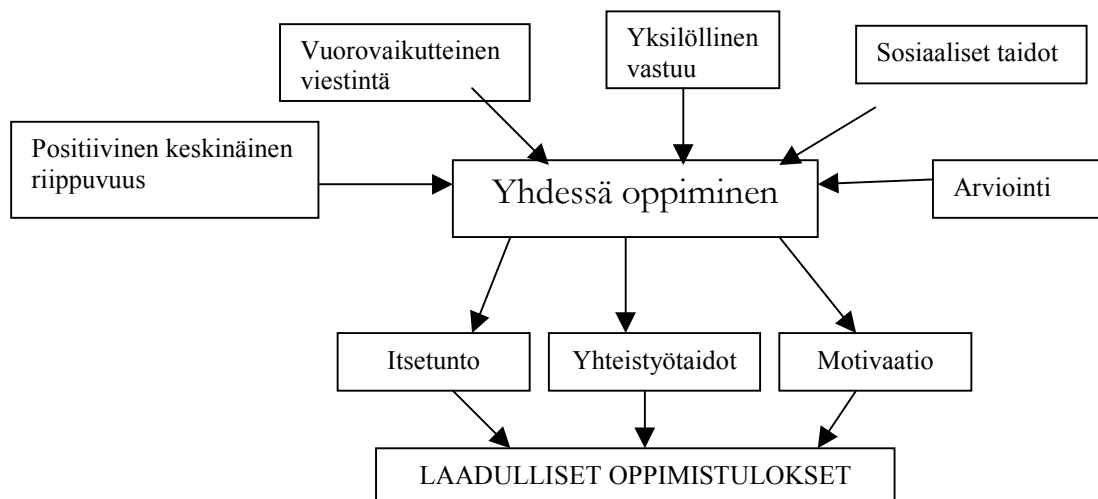 Vuorovaikutteinen
viestintä
Yksilöllinen
vastuu
Sosiaaliset taidot
Positiivinen keskinäinen
riippuvuus
Yhdessä oppiminen
Arviointi
Itsetunto
Yhteistyötaidot
Motivaatio
LAADULLISET OPPIMISTULOKSET